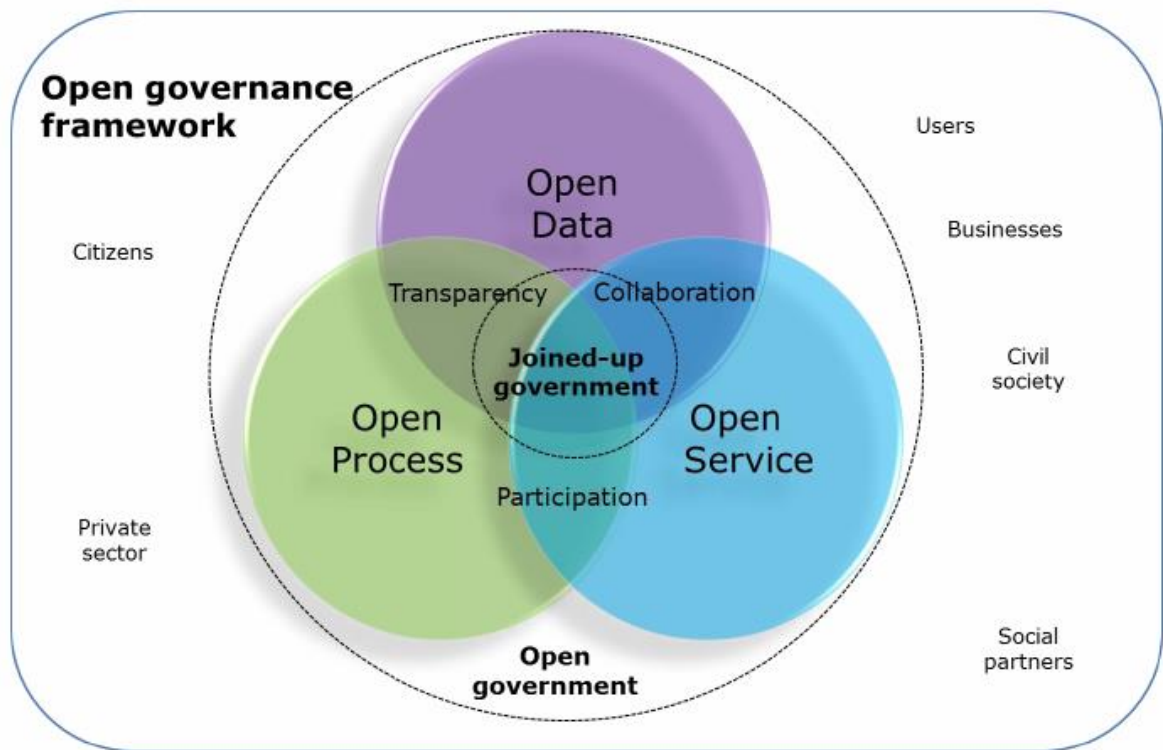 Open governance
framework
Users
Citizens
Businesses
Open
Data
Transparency
Collaboration
Joined-up
government
Civil
society
Open
Process
Open
Service
Participation
Private
sector
Open
government
Social
partners